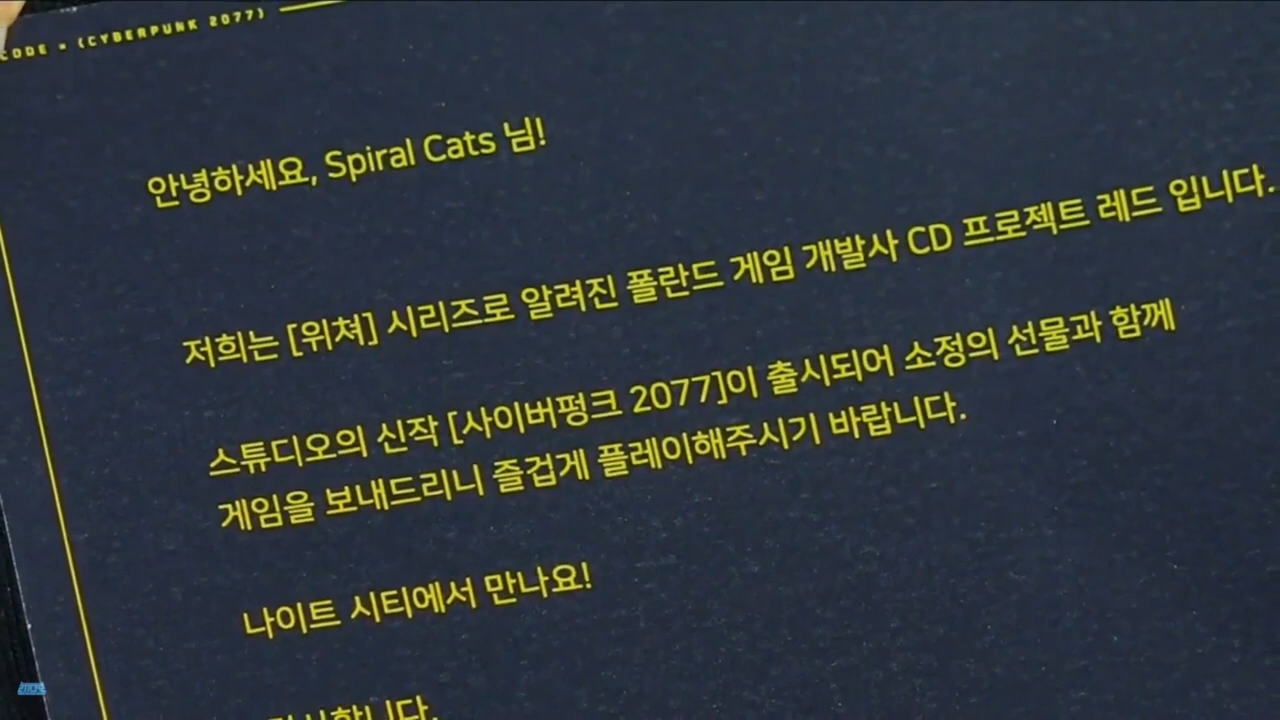 CODE = (CYBERPUNK 2077)
안녕하세요, Spiral Cats 님!
저희는 [위쳐] 시리즈로 알려진 폴란드 게임 개발사 CD 프로젝트 레드 입니다.
스튜디오의 신작 [사이버펑크 2077]이 출시되어 소정의 선물과 함께
게임을 보내드리니 즐겁게 플레이해주시기 바랍니다.
나이트 시티에서 만나요!